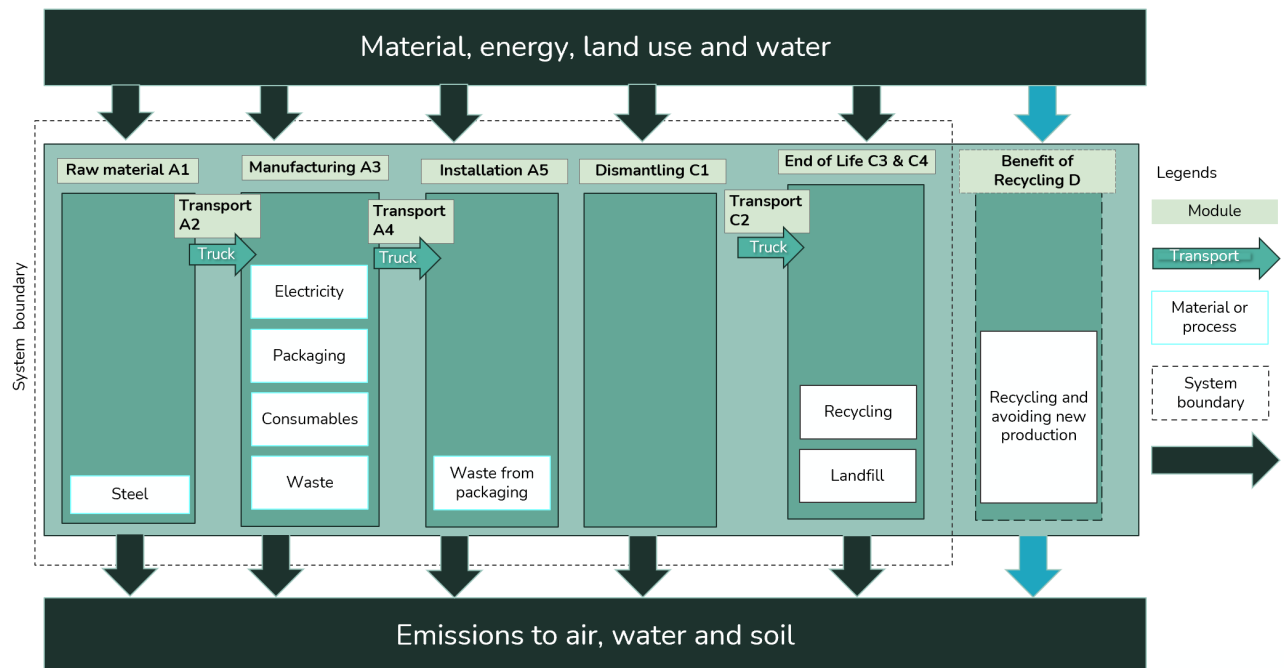 Material, energy, land use and water
System boundary
Raw material A1
Transport
A2
Truck
Steel
Manufacturing A3
Electricity
Packaging
Consumables
Waste
Transport
A4
Truck
Installation A5
Waste from
packaging
Dismantling C1
Transport
C2
Truck
End of Life C3 & C4
Recycling
Landfill
Benefit of
Recycling D
Recycling and
avoiding new
production
Legends
Module
Transport
Material or
process
System
boundary
Emissions to air, water and soil